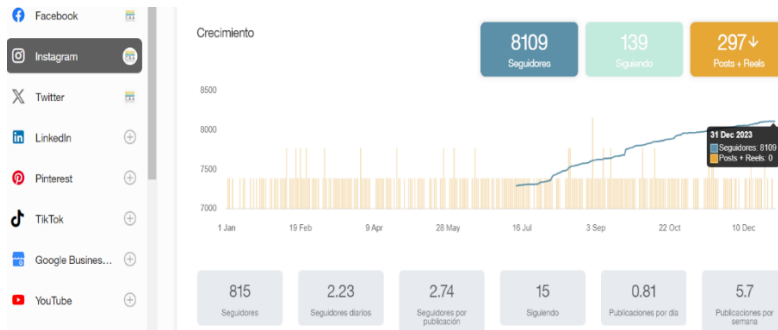 Facebook
Instagram
Twitter
LinkedIn
Pinterest
TikTok
Google Busines...
YouTube
Crecimiento
8109
Seguidores
139
Siguiendo
297↓
Posts + Reels
8500
8000
7500
7000
31 Dec 2023
Seguidores: 8109
Posts + Reels: 0
1 Jan
19 Feb
9 Apr
28 May
16 Jul
3 Sep
22 Oct
10 Dec
815
Seguidores
2.23
Seguidores diarios
2.74
Seguidores por
publicación
15
Siguiendo
0.81
Publicaciones por día
5.7
Publicaciones por
semana